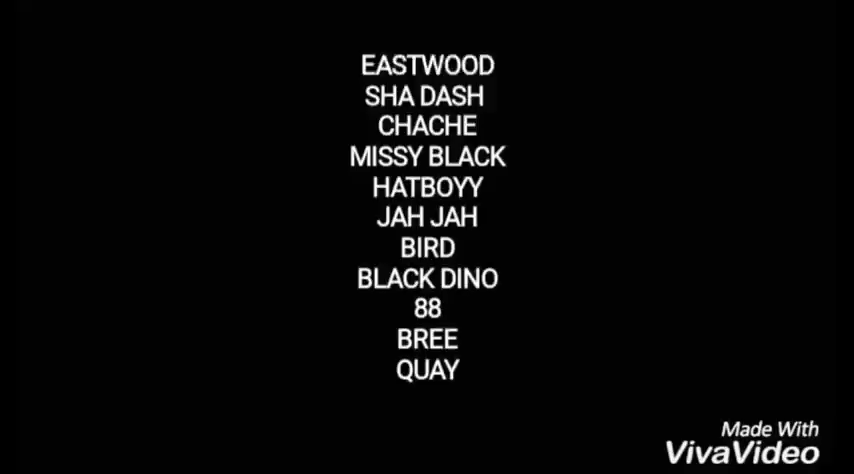 EASTWOOD
SHA DASH
CHACHE
MISSY BLACK
HATBOYY
JAH JAH
BIRD
BLACK DINO
88
BREE
QUAY
Made With
VivaVideo